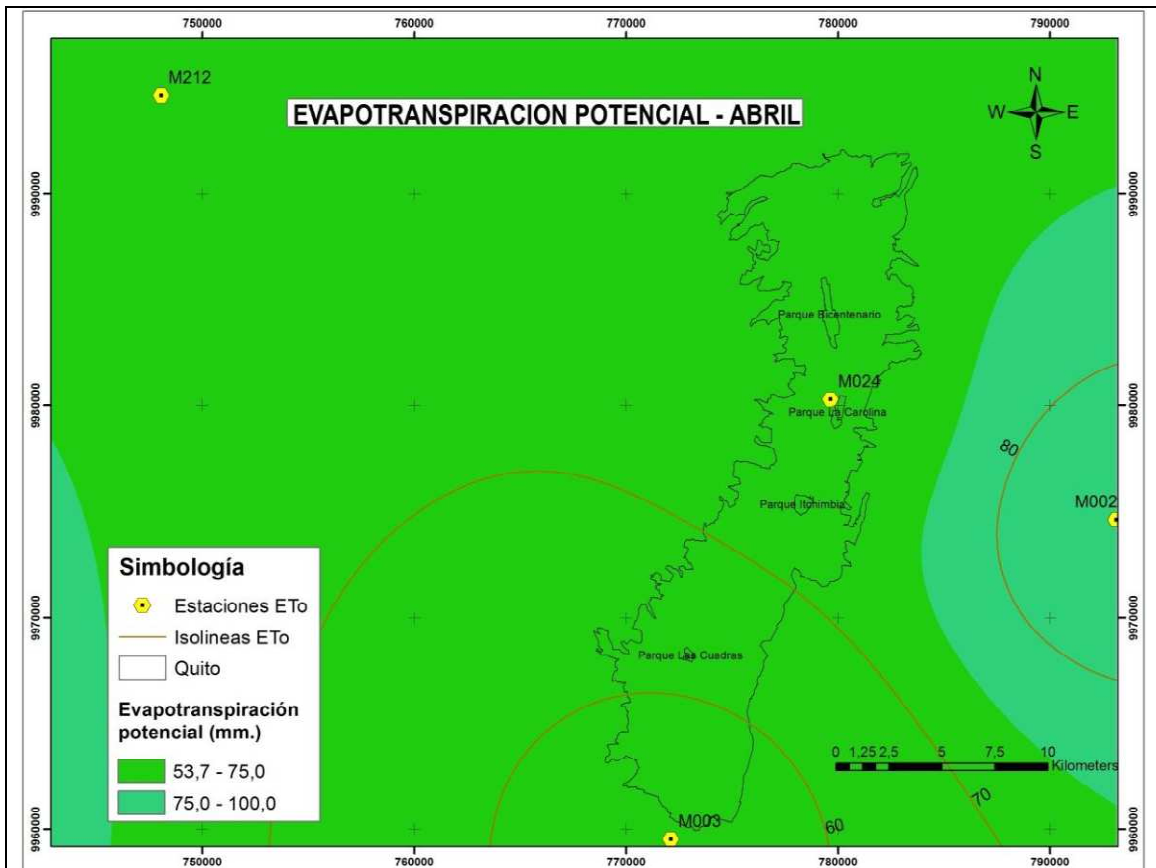 750000 760000 770000 780000 790000
M212
EVAPOTRANSPIRACION POTENCIAL - ABRIL
N
W E
S
9990000 9990000
Parque Bicentenario
M024
9980000 9980000
Parque La Carolina
80
M002
Parque Itchimbia
Simbología
Estaciones ETo
Isolineas ETo
Quito
Evapotranspiración
potencial (mm.)
53,7 - 75,0
75,0 - 100,0
9970000 9970000
Parque Las Cuadras
0 1,25 2,5 5 7,5 10
Kilometers
70
M003
60
9960000 9960000
750000 760000 770000 780000 790000